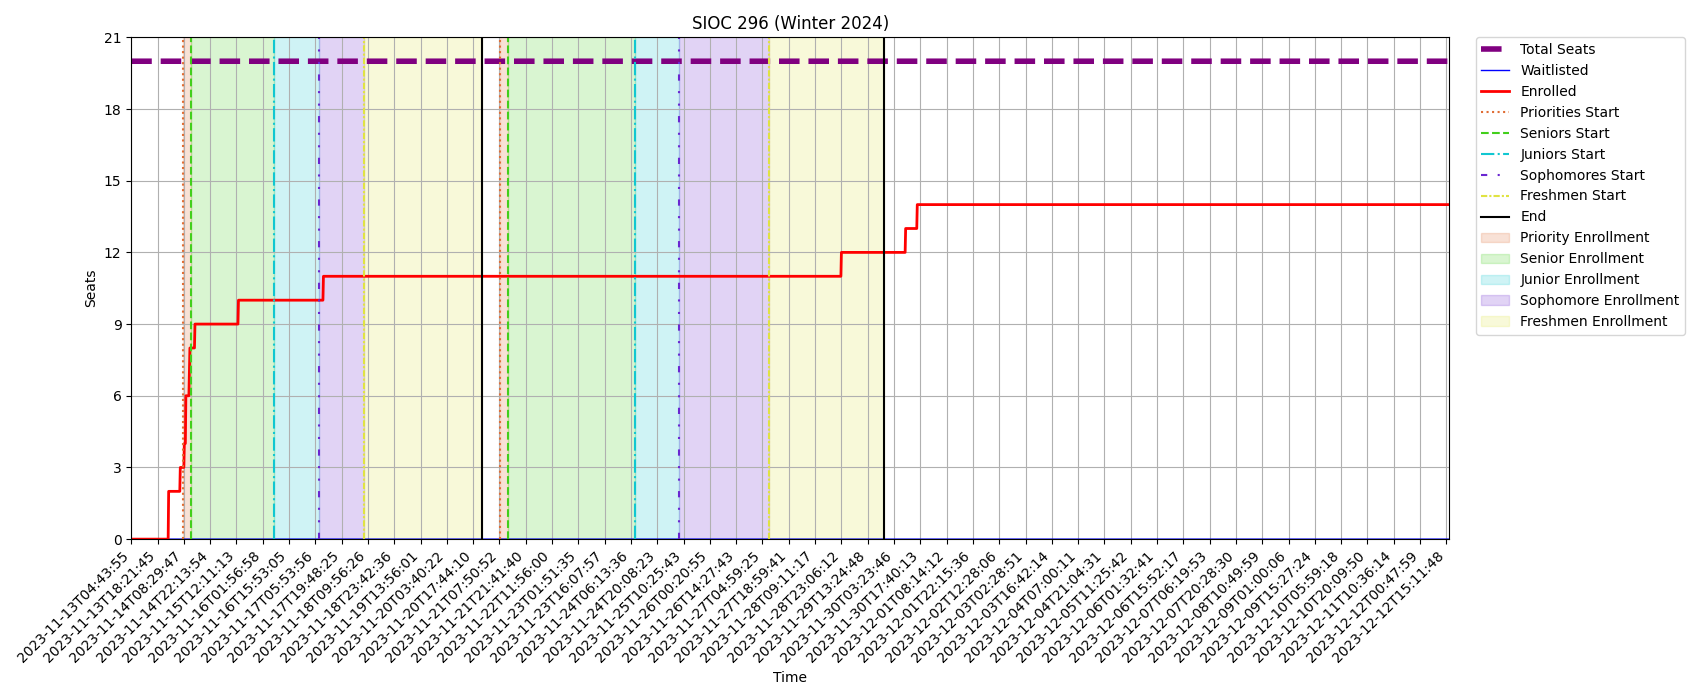 SIOC 296 (Winter 2024)
21
18
15
12
9
6
3
0
Seats
2023-11-13T04:43:55
2023-11-13T18:21:45
2023-11-14T08:29:47
2023-11-14T22:13:54
2023-11-15T12:11:13
2023-11-16T01:56:58
2023-11-16T15:53:05
2023-11-17T05:53:56
2023-11-17T19:48:25
2023-11-18T09:56:26
2023-11-18T23:42:36
2023-11-19T13:56:01
2023-11-20T03:40:22
2023-11-20T17:44:10
2023-11-21T07:50:52
2023-11-21T21:41:40
2023-11-22T11:56:00
2023-11-23T01:51:35
2023-11-23T16:07:57
2023-11-24T06:13:36
2023-11-24T20:08:23
2023-11-25T10:25:43
2023-11-26T00:20:55
2023-11-26T14:27:43
2023-11-27T04:59:25
2023-11-27T18:59:41
2023-11-28T09:11:17
2023-11-28T23:06:12
2023-11-29T13:24:48
2023-11-30T03:23:46
2023-11-30T17:40:13
2023-12-01T08:14:12
2023-12-01T22:15:36
2023-12-02T12:28:06
2023-12-03T02:28:51
2023-12-03T16:42:14
2023-12-04T07:00:11
2023-12-04T21:04:31
2023-12-05T11:25:42
2023-12-06T01:32:41
2023-12-06T15:52:17
2023-12-07T06:19:53
2023-12-07T20:28:30
2023-12-08T10:49:59
2023-12-09T01:00:06
2023-12-09T15:27:24
2023-12-10T05:59:18
2023-12-10T20:09:50
2023-12-11T10:36:14
2023-12-12T00:47:59
2023-12-12T15:11:48
Time
Total Seats
Waitlisted
Enrolled
Priorities Start
Seniors Start
Juniors Start
Sophomores Start
Freshmen Start
End
Priority Enrollment
Senior Enrollment
Junior Enrollment
Sophomore Enrollment
Freshmen Enrollment